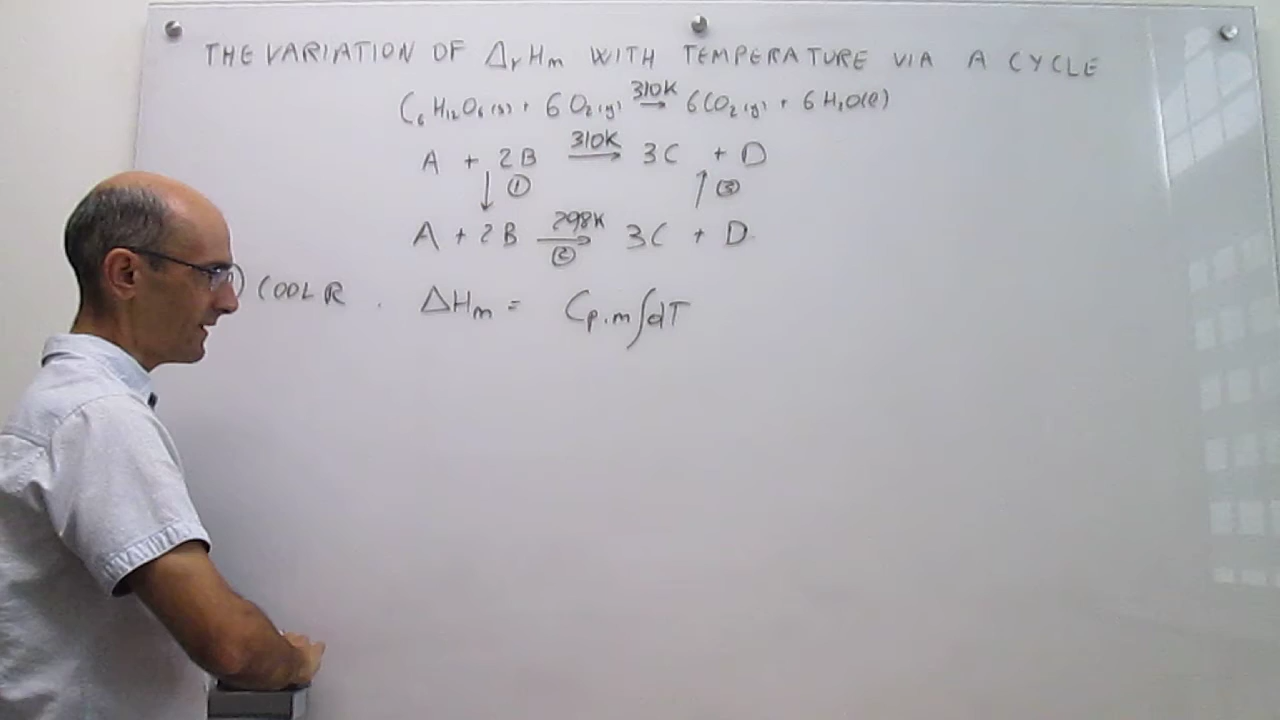 THE VARIATION OF ΔrHm WITH TEMPERATURE VIA A CYCLE
C6H12O6(s) + 6O2(g) 310K → 6CO2(g) + 6H2O(l)
A + 2B 310K → 3C + D
↓ ① ↑ ③
A + 2B 298K → ② 3C + D
) COOL R . ΔHm = Cp.m∫dT